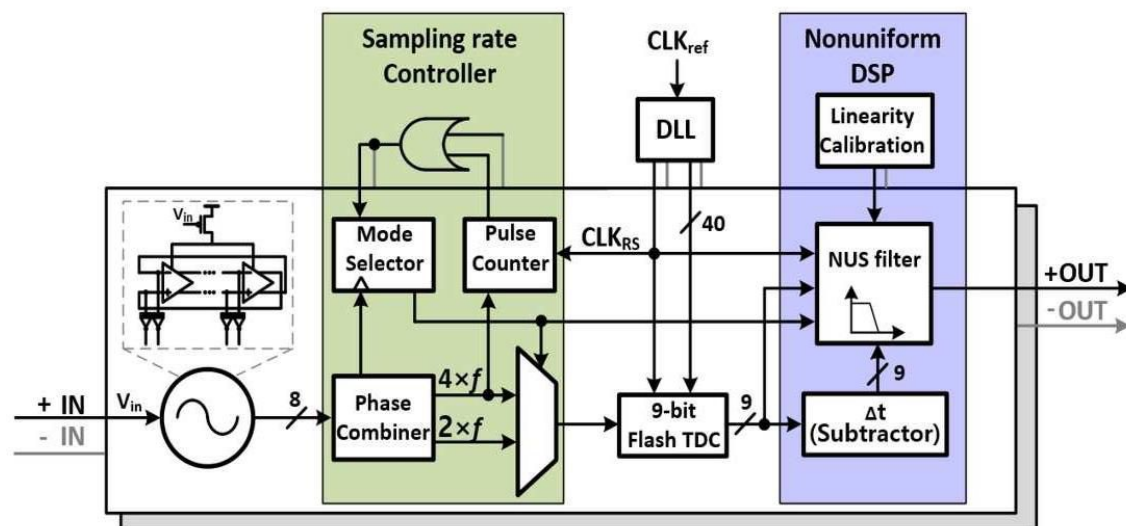 Sampling rate
Controller
CLKref
Nonuniform
DSP
DLL
Linearity
Calibration
Vin
Mode
Selector
Pulse
Counter
CLKRS
40
NUS filter
+OUT
-OUT
+ IN
- IN
Vin
8
Phase
Combiner
4×f
2×f
9-bit
Flash TDC
9
9
Δt
(Subtractor)